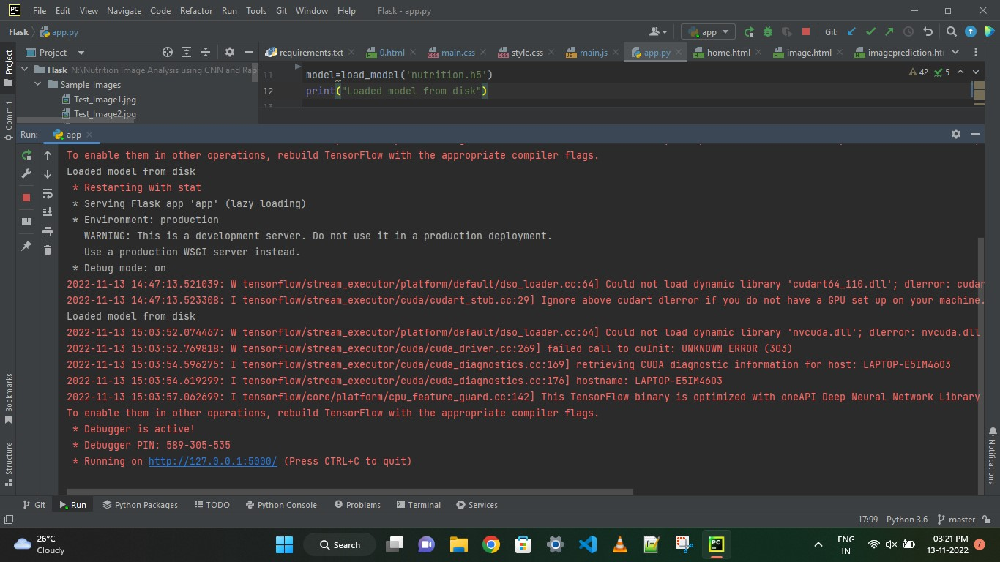 PC File Edit View Navigate Code Refactor Run Tools Git Window Help Flask - app.py
Flask app.py app Git:
Project requirements.txt 0.html main.css style.css main.js app.py home.html image.html imageprediction.ht
Project
Flask N:\Nutrition Image Analysis using CNN and Rapi
Sample_Images
Test_Image1.jpg
Test_Image2.jpg
11 model=load_model('nutrition.h5') 42 5
12 print("Loaded model from disk")
13
Commit
Run: app
To enable them in other operations, rebuild TensorFlow with the appropriate compiler flags.
Loaded model from disk
* Restarting with stat
* Serving Flask app 'app' (lazy loading)
* Environment: production
WARNING: This is a development server. Do not use it in a production deployment.
Use a production WSGI server instead.
* Debug mode: on
2022-11-13 14:47:13.521039: W tensorflow/stream_executor/platform/default/dso_loader.cc:64] Could not load dynamic library 'cudart64_110.dll'; dlerror: cudar
2022-11-13 14:47:13.523308: I tensorflow/stream_executor/cuda/cudart_stub.cc:29] Ignore above cudart dlerror if you do not have a GPU set up on your machine.
Loaded model from disk
2022-11-13 15:03:52.074467: W tensorflow/stream_executor/platform/default/dso_loader.cc:64] Could not load dynamic library 'nvcuda.dll'; dlerror: nvcuda.dll
2022-11-13 15:03:52.769818: W tensorflow/stream_executor/cuda/cuda_driver.cc:269] failed call to cuInit: UNKNOWN ERROR (303)
2022-11-13 15:03:54.596275: I tensorflow/stream_executor/cuda/cuda_diagnostics.cc:169] retrieving CUDA diagnostic information for host: LAPTOP-E5IM46O3
2022-11-13 15:03:54.619299: I tensorflow/stream_executor/cuda/cuda_diagnostics.cc:176] hostname: LAPTOP-E5IM46O3
2022-11-13 15:03:57.062699: I tensorflow/core/platform/cpu_feature_guard.cc:142] This TensorFlow binary is optimized with oneAPI Deep Neural Network Library
To enable them in other operations, rebuild TensorFlow with the appropriate compiler flags.
* Debugger is active!
* Debugger PIN: 589-305-535
* Running on http://127.0.0.1:5000/ (Press CTRL+C to quit)
Bookmarks
Structure
Notifications
Git Run Python Packages TODO Python Console Problems Terminal Services
17:99 Python 3.6 master
26°C
Cloudy
Search
PC
ENG
IN
03:21 PM
13-11-2022
7